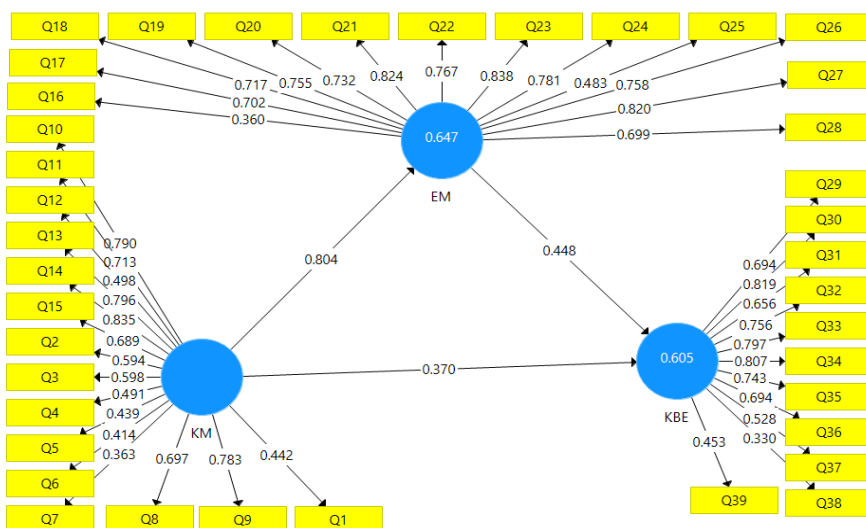 Q18
Q19
Q20
Q21
Q22
Q23
Q24
Q25
Q26
Q17
Q27
Q16
Q28
0.717
0.755
0.732
0.824
0.767
0.838
0.781
0.483
0.758
0.702
0.820
0.360
0.699
0.647
EM
Q10
Q11
Q12
Q13
Q14
Q15
Q2
Q3
Q4
Q5
Q6
Q7
Q8
Q9
Q1
0.790
0.713
0.498
0.796
0.835
0.689
0.594
0.598
0.491
0.439
0.414
0.363
0.697
0.783
0.442
KM
0.804
0.448
0.370
Q29
Q30
Q31
Q32
Q33
Q34
Q35
Q36
Q37
Q38
Q39
0.694
0.819
0.656
0.756
0.797
0.807
0.743
0.694
0.528
0.330
0.453
0.605
KBE